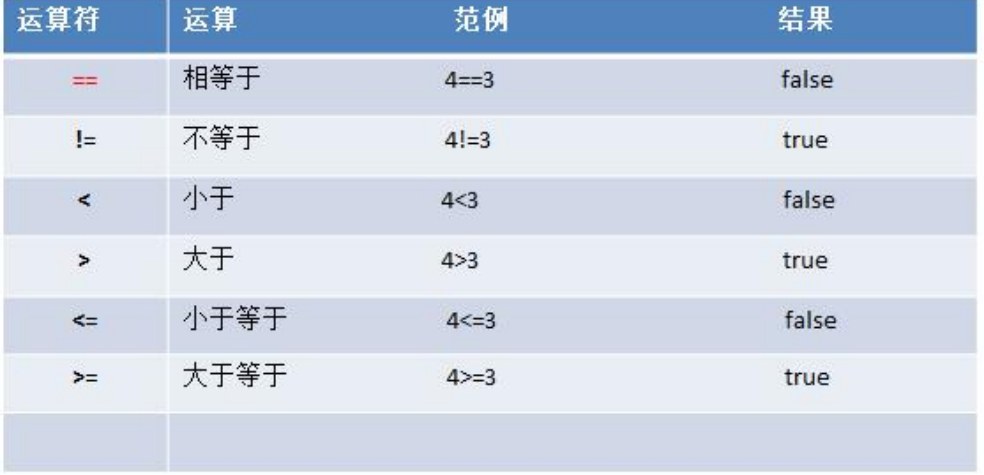 运算符 运算 范例 结果
== 相等于 4==3 false
!= 不等于 4!=3 true
< 小于 4<3 false
> 大于 4>3 true
<= 小于等于 4<=3 false
>= 大于等于 4>=3 true